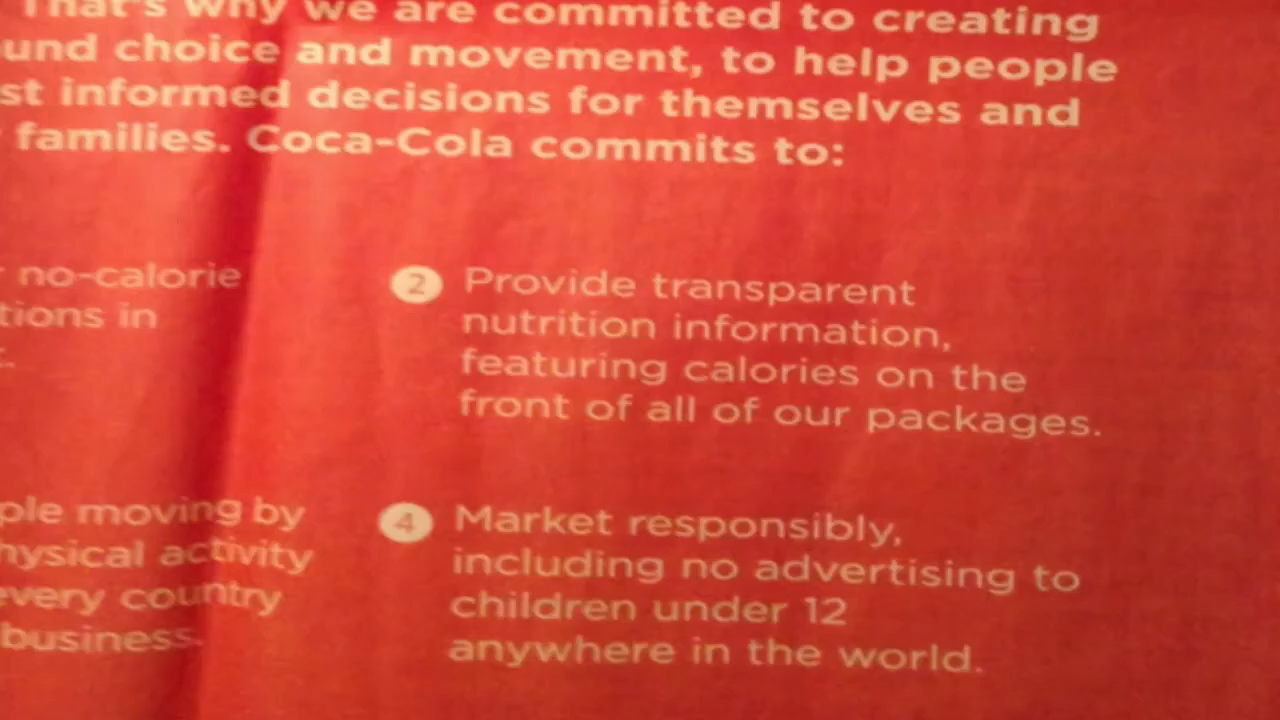 That's why we are committed to creating
und choice and movement, to help people
st informed decisions for themselves and
families. Coca-Cola commits to:
no-calorie
tions in
2 Provide transparent
nutrition information,
featuring calories on the
front of all of our packages.
ple moving by
hysical activity
every country
business.
4 Market responsibly,
including no advertising to
children under 12
anywhere in the world.